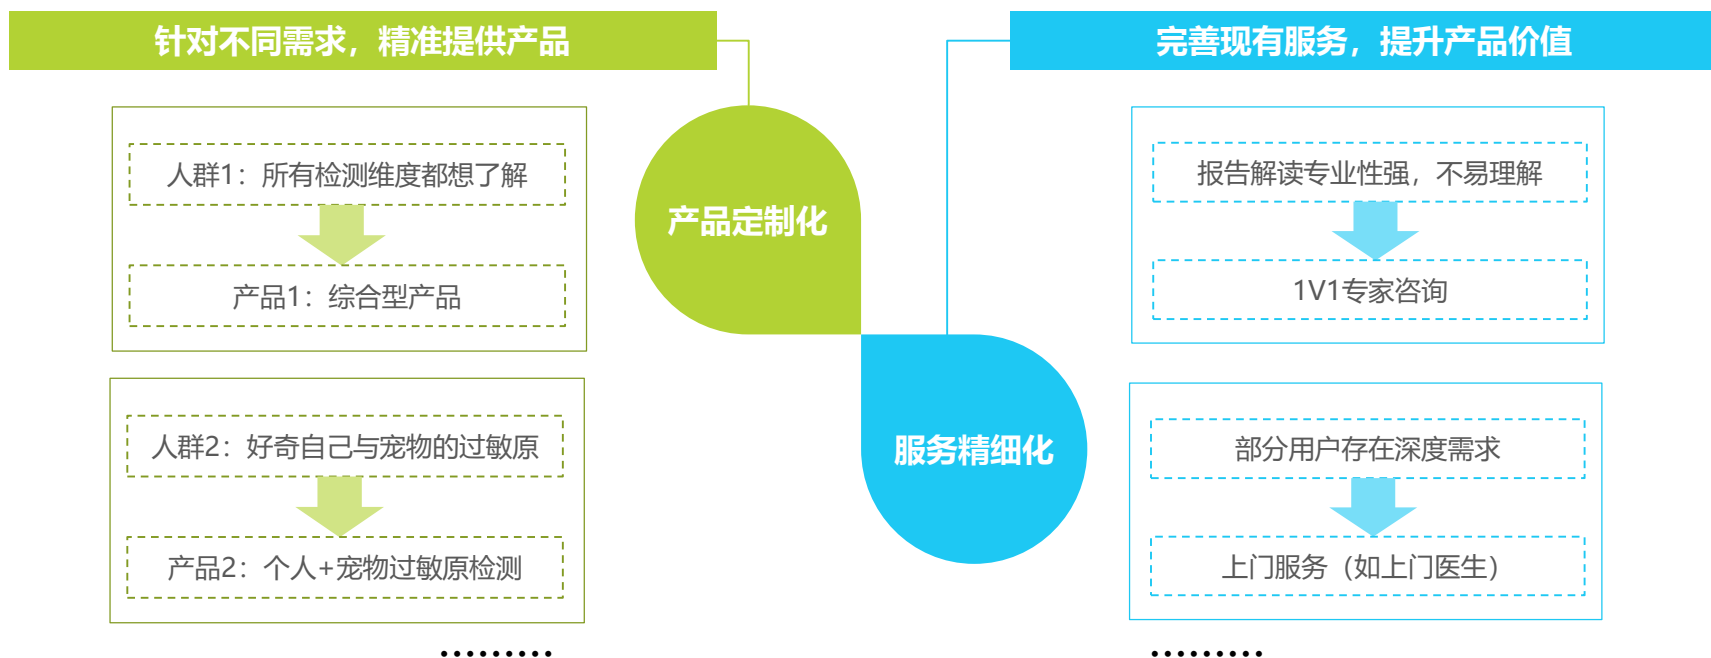 针对不同需求，精准提供产品
人群1：所有检测维度都想了解
产品1：综合型产品
人群2：好奇自己与宠物的过敏原
产品2：个人+宠物过敏原检测
………
产品定制化
服务精细化
完善现有服务，提升产品价值
报告解读专业性强，不易理解
1V1专家咨询
部分用户存在深度需求
上门服务（如上门医生）
………